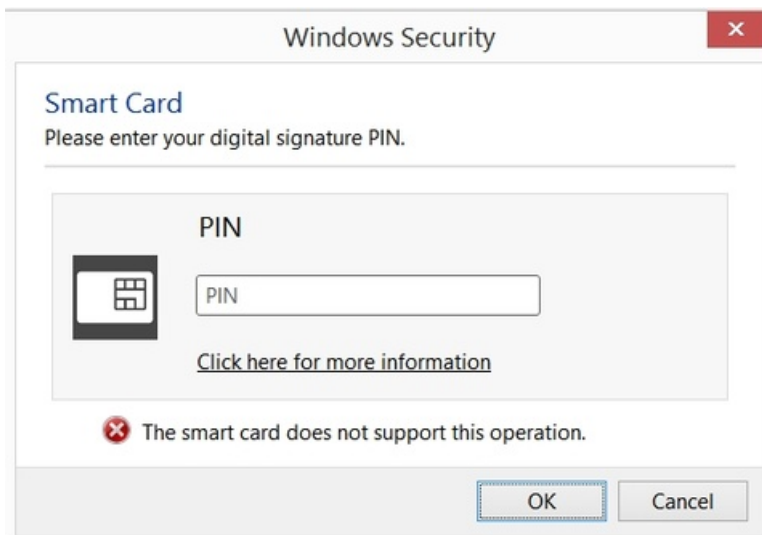 Windows Security
Smart Card
Please enter your digital signature PIN.
PIN
PIN
Click here for more information
The smart card does not support this operation.
OK
Cancel